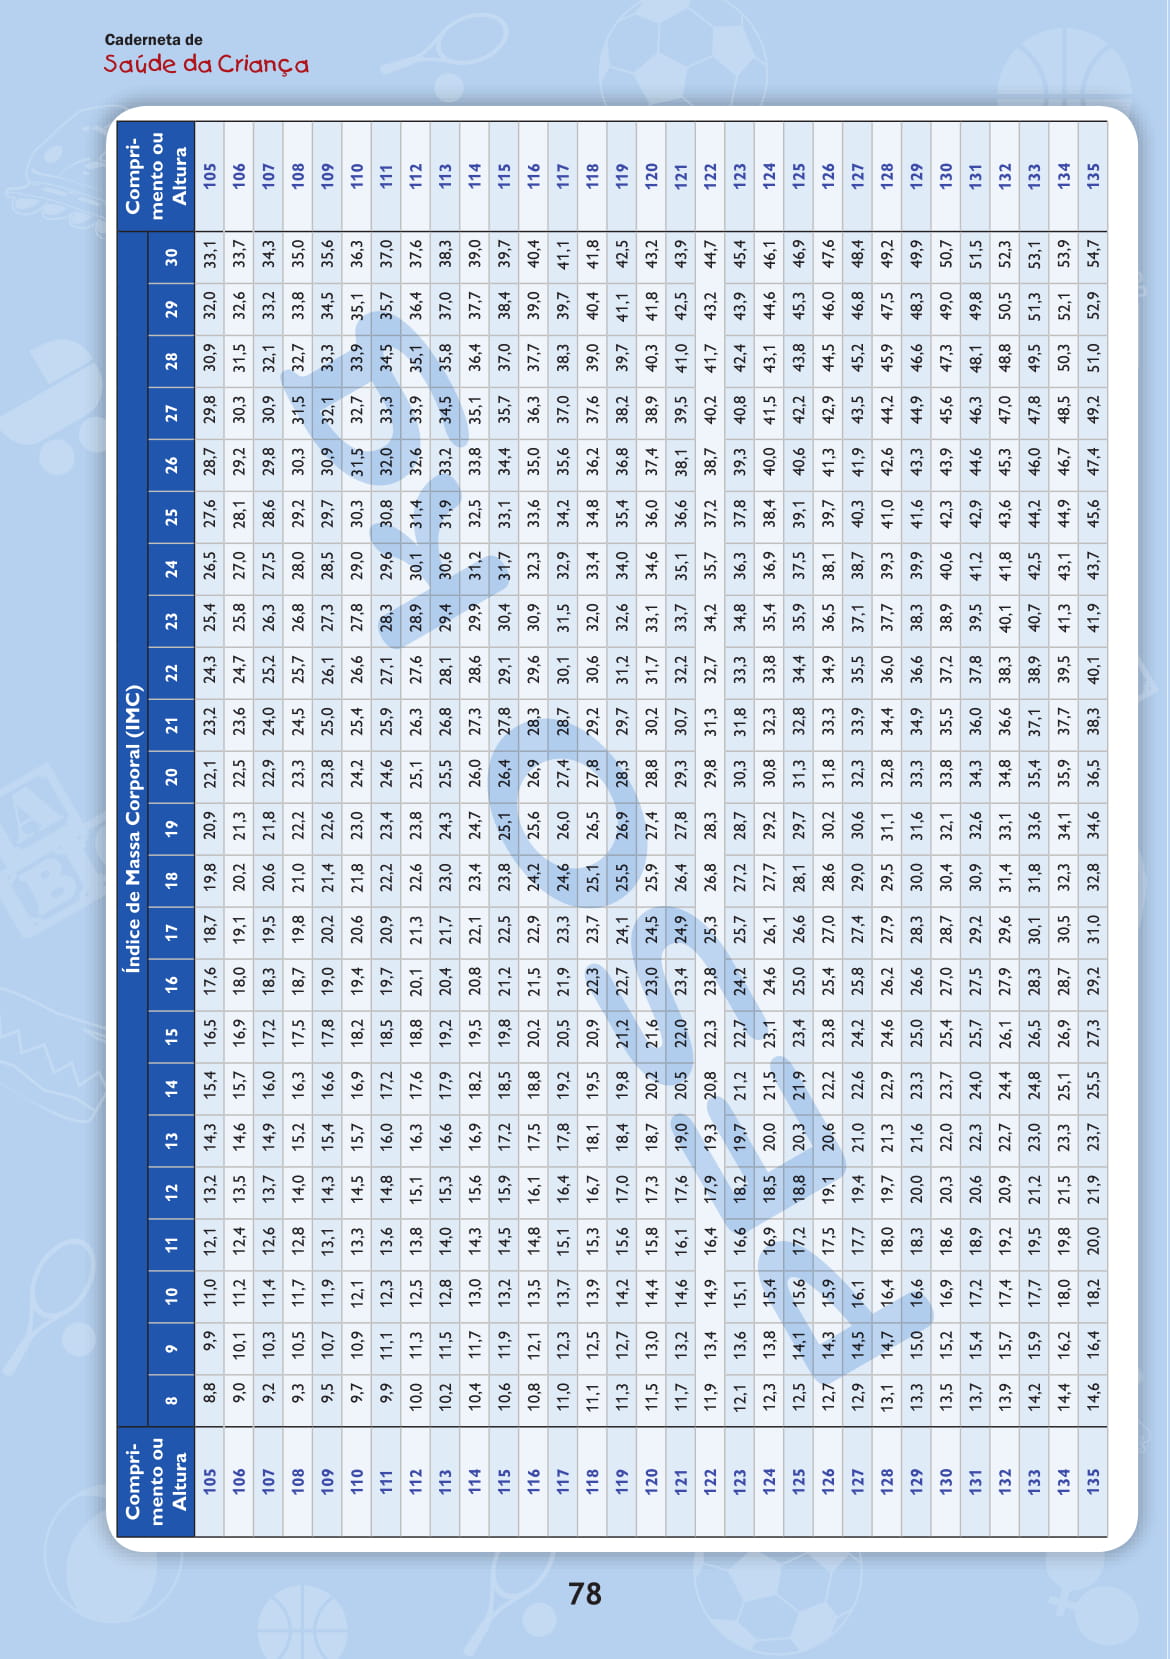 Caderneta de
Saúde da Criança
Compri-
mento ou
Altura
Índice de Massa Corporal (IMC)
Compri-
mento ou
Altura
8 9 10 11 12 13 14 15 16 17 18 19 20 21 22 23 24 25 26 27 28 29 30
105 8,8 9,9 11,0 12,1 13,2 14,3 15,4 16,5 17,6 18,7 19,8 20,9 22,1 23,2 24,3 25,4 26,5 27,6 28,7 29,8 30,9 32,0 33,1 105
106 9,0 10,1 11,2 12,4 13,5 14,6 15,7 16,9 18,0 19,1 20,2 21,3 22,5 23,6 24,7 25,8 27,0 28,1 29,2 30,3 31,5 32,6 33,7 106
107 9,2 10,3 11,4 12,6 13,7 14,9 16,0 17,2 18,3 19,5 20,6 21,8 22,9 24,0 25,2 26,3 27,5 28,6 29,8 30,9 32,1 33,2 34,3 107
108 9,3 10,5 11,7 12,8 14,0 15,2 16,3 17,5 18,7 19,8 21,0 22,2 23,3 24,5 25,7 26,8 28,0 29,2 30,3 31,5 32,7 33,8 35,0 108
109 9,5 10,7 11,9 13,1 14,3 15,4 16,6 17,8 19,0 20,2 21,4 22,6 23,8 25,0 26,1 27,3 28,5 29,7 30,9 32,1 33,3 34,5 35,6 109
110 9,7 10,9 12,1 13,3 14,5 15,7 16,9 18,2 19,4 20,6 21,8 23,0 24,2 25,4 26,6 27,8 29,0 30,3 31,5 32,7 33,9 35,1 36,3 110
111 9,9 11,1 12,3 13,6 14,8 16,0 17,2 18,5 19,7 20,9 22,2 23,4 24,6 25,9 27,1 28,3 29,6 30,8 32,0 33,3 34,5 35,7 37,0 111
112 10,0 11,3 12,5 13,8 15,1 16,3 17,6 18,8 20,1 21,3 22,6 23,8 25,1 26,3 27,6 28,9 30,1 31,4 32,6 33,9 35,1 36,4 37,6 112
113 10,2 11,5 12,8 14,0 15,3 16,6 17,9 19,2 20,4 21,7 23,0 24,3 25,5 26,8 28,1 29,4 30,6 31,9 33,2 34,5 35,8 37,0 38,3 113
114 10,4 11,7 13,0 14,3 15,6 16,9 18,2 19,5 20,8 22,1 23,4 24,7 26,0 27,3 28,6 29,9 31,2 32,5 33,8 35,1 36,4 37,7 39,0 114
115 10,6 11,9 13,2 14,5 15,9 17,2 18,5 19,8 21,2 22,5 23,8 25,1 26,4 27,8 29,1 30,4 31,7 33,1 34,4 35,7 37,0 38,4 39,7 115
116 10,8 12,1 13,5 14,8 16,1 17,5 18,8 20,2 21,5 22,9 24,2 25,6 26,9 28,3 29,6 30,9 32,3 33,6 35,0 36,3 37,7 39,0 40,4 116
117 11,0 12,3 13,7 15,1 16,4 17,8 19,2 20,5 21,9 23,3 24,6 26,0 27,4 28,7 30,1 31,5 32,9 34,2 35,6 37,0 38,3 39,7 41,1 117
118 11,1 12,5 13,9 15,3 16,7 18,1 19,5 20,9 22,3 23,7 25,1 26,5 27,8 29,2 30,6 32,0 33,4 34,8 36,2 37,6 39,0 40,4 41,8 118
119 11,3 12,7 14,2 15,6 17,0 18,4 19,8 21,2 22,7 24,1 25,5 26,9 28,3 29,7 31,2 32,6 34,0 35,4 36,8 38,2 39,7 41,1 42,5 119
120 11,5 13,0 14,4 15,8 17,3 18,7 20,2 21,6 23,0 24,5 25,9 27,4 28,8 30,2 31,7 33,1 34,6 36,0 37,4 38,9 40,3 41,8 43,2 120
121 11,7 13,2 14,6 16,1 17,6 19,0 20,5 22,0 23,4 24,9 26,4 27,8 29,3 30,7 32,2 33,7 35,1 36,6 38,1 39,5 41,0 42,5 43,9 121
122 11,9 13,4 14,9 16,4 17,9 19,3 20,8 22,3 23,8 25,3 26,8 28,3 29,8 31,3 32,7 34,2 35,7 37,2 38,7 40,2 41,7 43,2 44,7 122
123 12,1 13,6 15,1 16,6 18,2 19,7 21,2 22,7 24,2 25,7 27,2 28,7 30,3 31,8 33,3 34,8 36,3 37,8 39,3 40,8 42,4 43,9 45,4 123
124 12,3 13,8 15,4 16,9 18,5 20,0 21,5 23,1 24,6 26,1 27,7 29,2 30,8 32,3 33,8 35,4 36,9 38,4 40,0 41,5 43,1 44,6 46,1 124
125 12,5 14,1 15,6 17,2 18,8 20,3 21,9 23,4 25,0 26,6 28,1 29,7 31,3 32,8 34,4 35,9 37,5 39,1 40,6 42,2 43,8 45,3 46,9 125
126 12,7 14,3 15,9 17,5 19,1 20,6 22,2 23,8 25,4 27,0 28,6 30,2 31,8 33,3 34,9 36,5 38,1 39,7 41,3 42,9 44,5 46,0 47,6 126
127 12,9 14,5 16,1 17,7 19,4 21,0 22,6 24,2 25,8 27,4 29,0 30,6 32,3 33,9 35,5 37,1 38,7 40,3 41,9 43,5 45,2 46,8 48,4 127
128 13,1 14,7 16,4 18,0 19,7 21,3 22,9 24,6 26,2 27,9 29,5 31,1 32,8 34,4 36,0 37,7 39,3 41,0 42,6 44,2 45,9 47,5 49,2 128
129 13,3 15,0 16,6 18,3 20,0 21,6 23,3 25,0 26,6 28,3 30,0 31,6 33,3 34,9 36,6 38,3 39,9 41,6 43,3 44,9 46,6 48,3 49,9 129
130 13,5 15,2 16,9 18,6 20,3 22,0 23,7 25,4 27,0 28,7 30,4 32,1 33,8 35,5 37,2 38,9 40,6 42,3 43,9 45,6 47,3 49,0 50,7 130
131 13,7 15,4 17,2 18,9 20,6 22,3 24,0 25,7 27,5 29,2 30,9 32,6 34,3 36,0 37,8 39,5 41,2 42,9 44,6 46,3 48,1 49,8 51,5 131
132 13,9 15,7 17,4 19,2 20,9 22,7 24,4 26,1 27,9 29,6 31,4 33,1 34,8 36,6 38,3 40,1 41,8 43,6 45,3 47,0 48,8 50,5 52,3 132
133 14,2 15,9 17,7 19,5 21,2 23,0 24,8 26,5 28,3 30,1 31,8 33,6 35,4 37,1 38,9 40,7 42,5 44,2 46,0 47,8 49,5 51,3 53,1 133
134 14,4 16,2 18,0 19,8 21,5 23,3 25,1 26,9 28,7 30,5 32,3 34,1 35,9 37,7 39,5 41,3 43,1 44,9 46,7 48,5 50,3 52,1 53,9 134
135 14,6 16,4 18,2 20,0 21,9 23,7 25,5 27,3 29,2 31,0 32,8 34,6 36,5 38,3 40,1 41,9 43,7 45,6 47,4 49,2 51,0 52,9 54,7 135
PESO kg
78